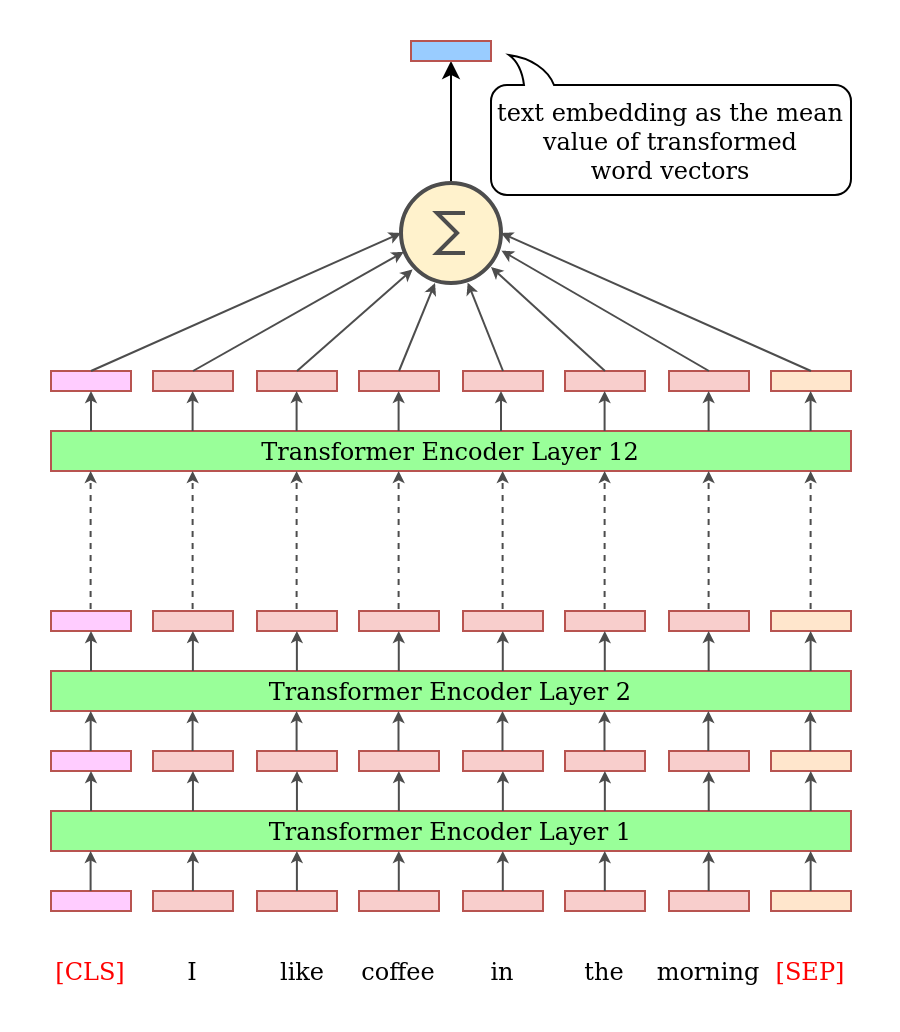 text embedding as the mean
value of transformed
word vectors
∑
Transformer Encoder Layer 12
Transformer Encoder Layer 2
Transformer Encoder Layer 1
[CLS] I like coffee in the morning [SEP]